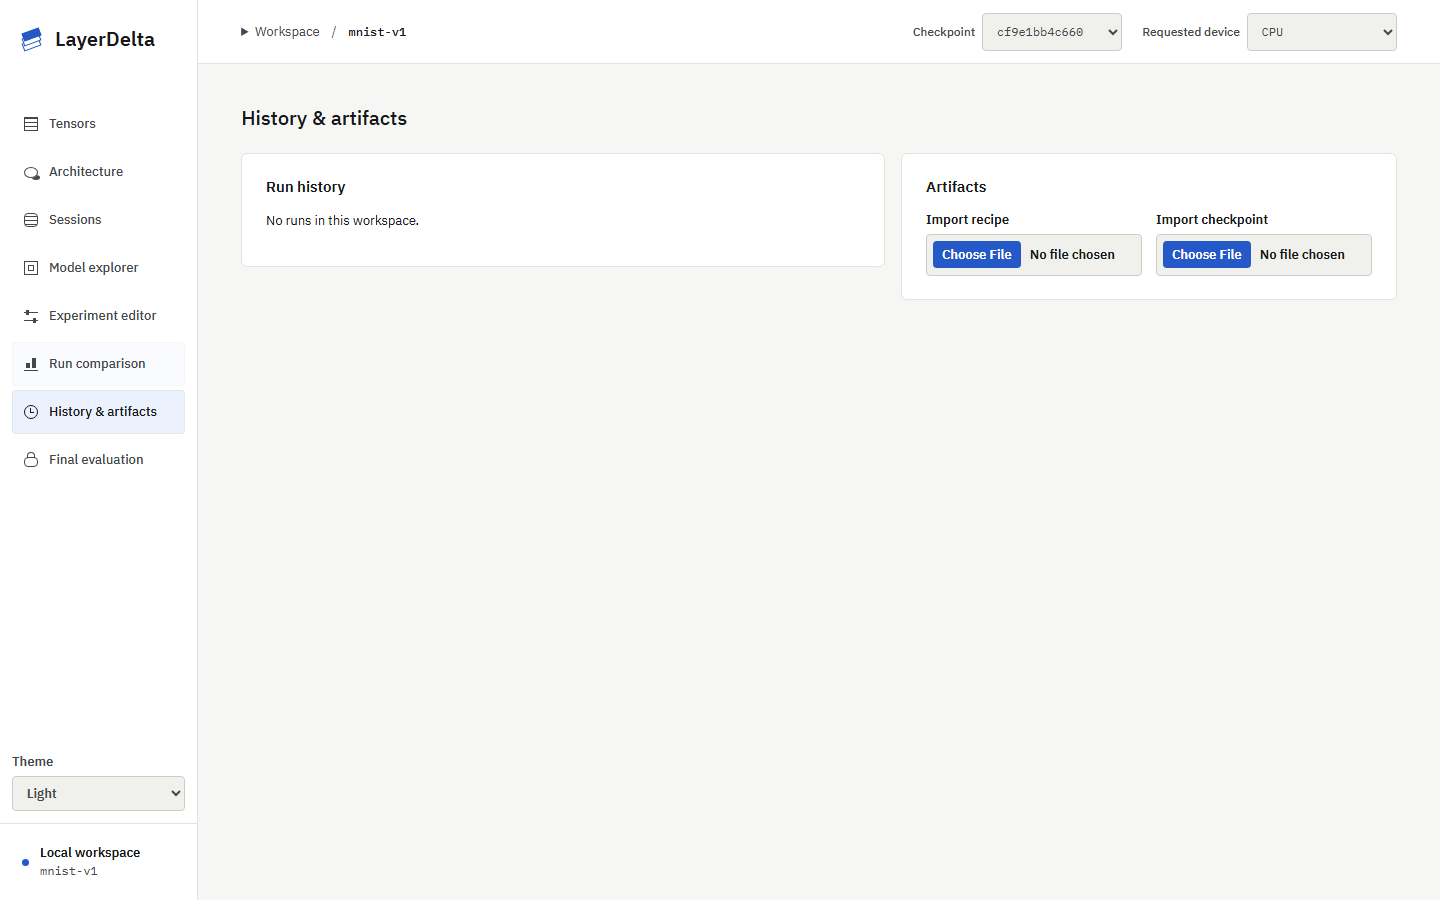 LayerDelta
Workspace / mnist-v1
Checkpoint cf9e1bb4c660 Requested device CPU
Tensors
Architecture
Sessions
Model explorer
Experiment editor
Run comparison
History & artifacts
Final evaluation
Theme
Light
Local workspace
mnist-v1
History & artifacts
Run history
No runs in this workspace.
Artifacts
Import recipe
Choose File No file chosen
Import checkpoint
Choose File No file chosen